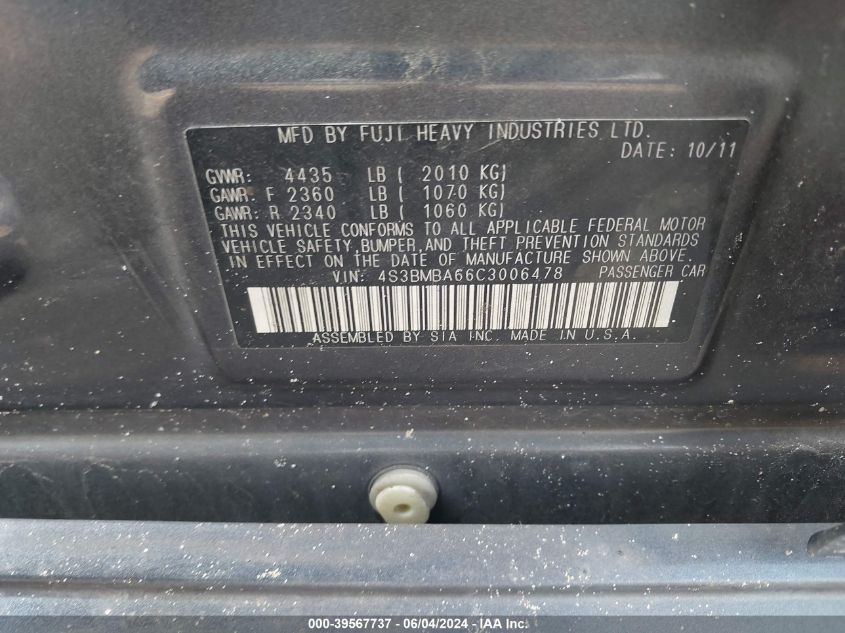 MFD BY FUJI HEAVY INDUSTRIES LTD.
DATE: 10/11
GVWR: 4435 LB ( 2010 KG)
GAWR: F 2360 LB ( 1070 KG)
GAWR: R 2340 LB ( 1060 KG)
THIS VEHICLE CONFORMS TO ALL APPLICABLE FEDERAL MOTOR
VEHICLE SAFETY, BUMPER, AND THEFT PREVENTION STANDARDS
IN EFFECT ON THE DATE OF MANUFACTURE SHOWN ABOVE.
VIN: 4S3BMBA66C3006478 PASSENGER CAR
ASSEMBLED BY SIA INC. MADE IN U.S.A.
000-39567737 - 06/04/2024 - IAA Inc.